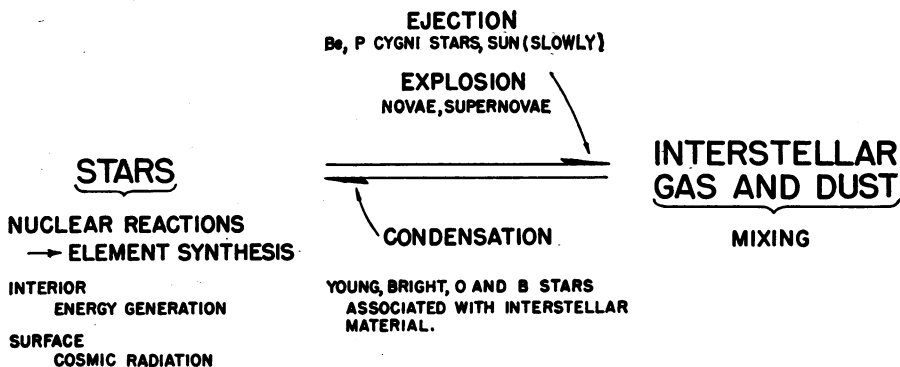 EJECTION
Be, P CYGNI STARS, SUN (SLOWLY)
EXPLOSION
NOVAE, SUPERNOVAE
STARS
NUCLEAR REACTIONS
→ ELEMENT SYNTHESIS
INTERIOR
ENERGY GENERATION
SURFACE
COSMIC RADIATION
CONDENSATION
YOUNG, BRIGHT, O AND B STARS
ASSOCIATED WITH INTERSTELLAR
MATERIAL.
INTERSTELLAR
GAS AND DUST
MIXING